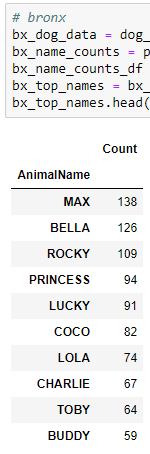 # bronx
bx_dog_data = dog_
bx_name_counts = p
bx_name_counts_df
bx_top_names = bx_
bx_top_names.head(
Count
AnimalName
MAX 138
BELLA 126
ROCKY 109
PRINCESS 94
LUCKY 91
COCO 82
LOLA 74
CHARLIE 67
TOBY 64
BUDDY 59